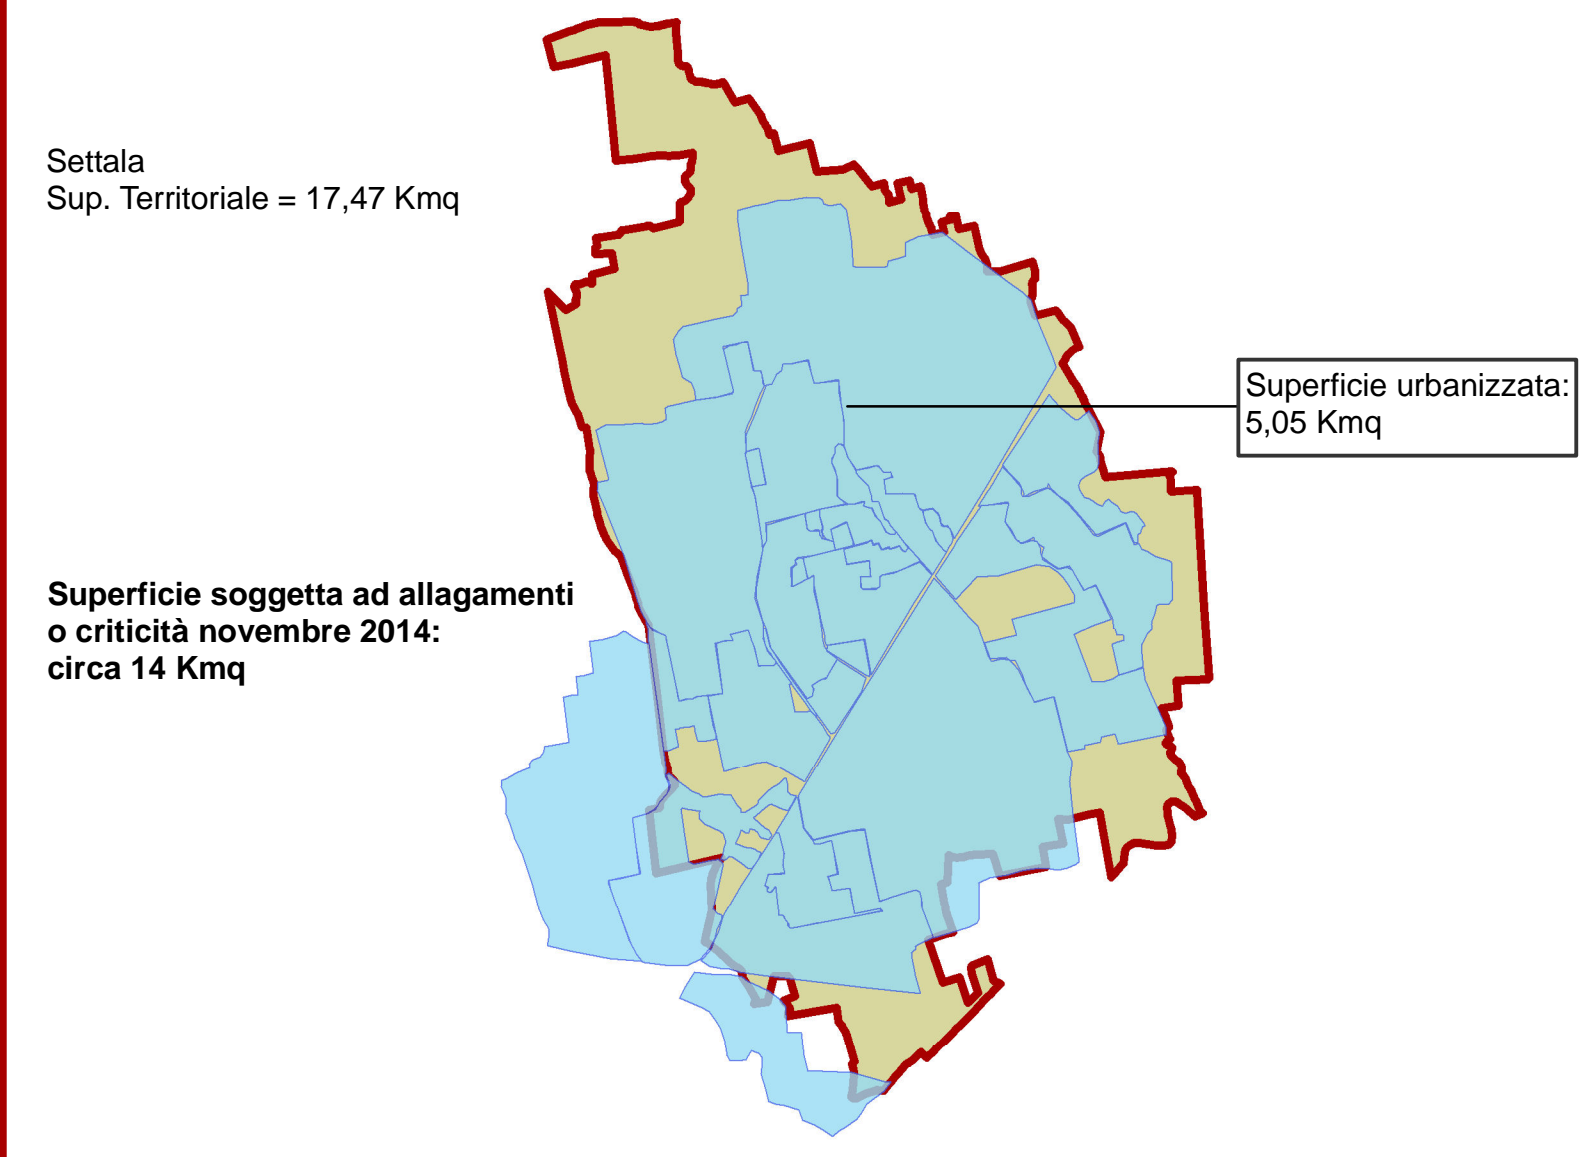 Settala
Sup. Territoriale = 17,47 Kmq
Superficie urbanizzata:
5,05 Kmq
Superficie soggetta ad allagamenti
o criticità novembre 2014:
circa 14 Kmq